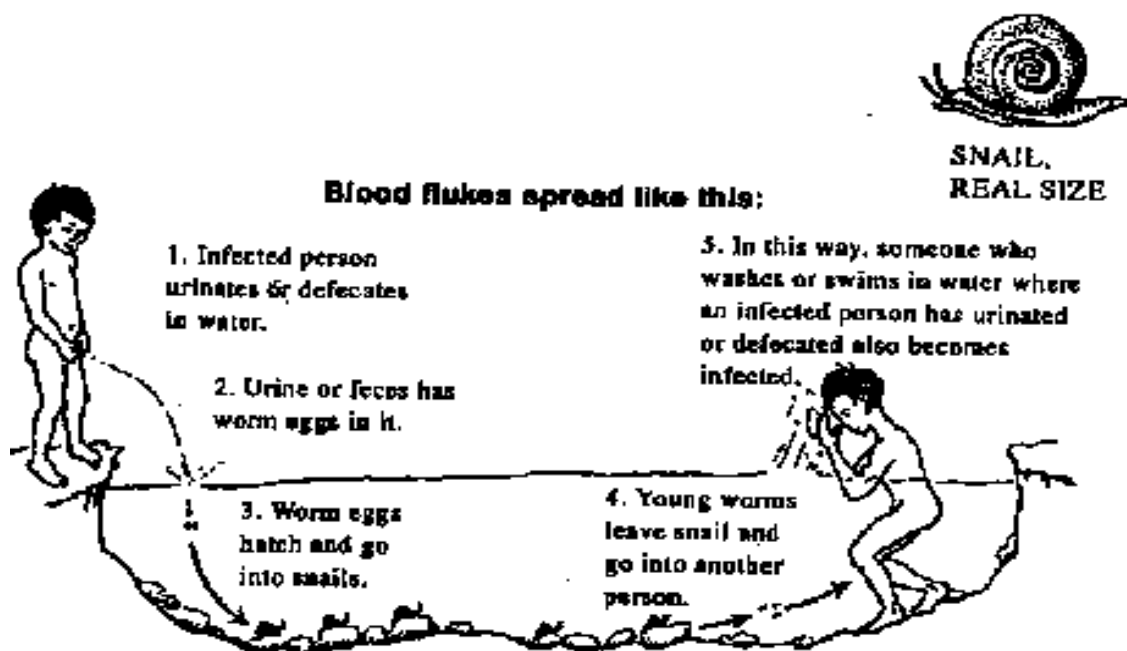 SNAIL,
REAL SIZE
Blood flukes spread like this:
1. Infected person
urinates or defecates
in water.
2. Urine or feces has
worm eggs in it.
3. Worm eggs
hatch and go
into snails.
4. Young worms
leave snail and
go into another
person.
5. In this way, someone who
washes or swims in water where
an infected person has urinated
or defecated also becomes
infected.